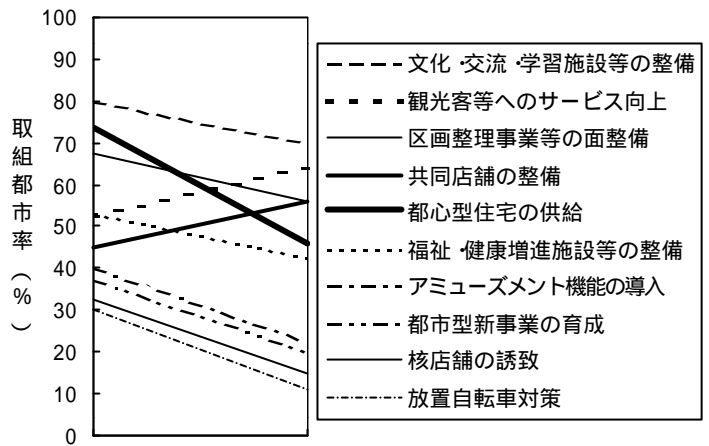 100
90
80
70
60
50
40
30
20
10
0
取組都市率（％）
文化・交流・学習施設等の整備
観光客等へのサービス向上
区画整理事業等の面整備
共同店舗の整備
都心型住宅の供給
福祉・健康増進施設等の整備
アミューズメント機能の導入
都市型新事業の育成
核店舗の誘致
放置自転車対策